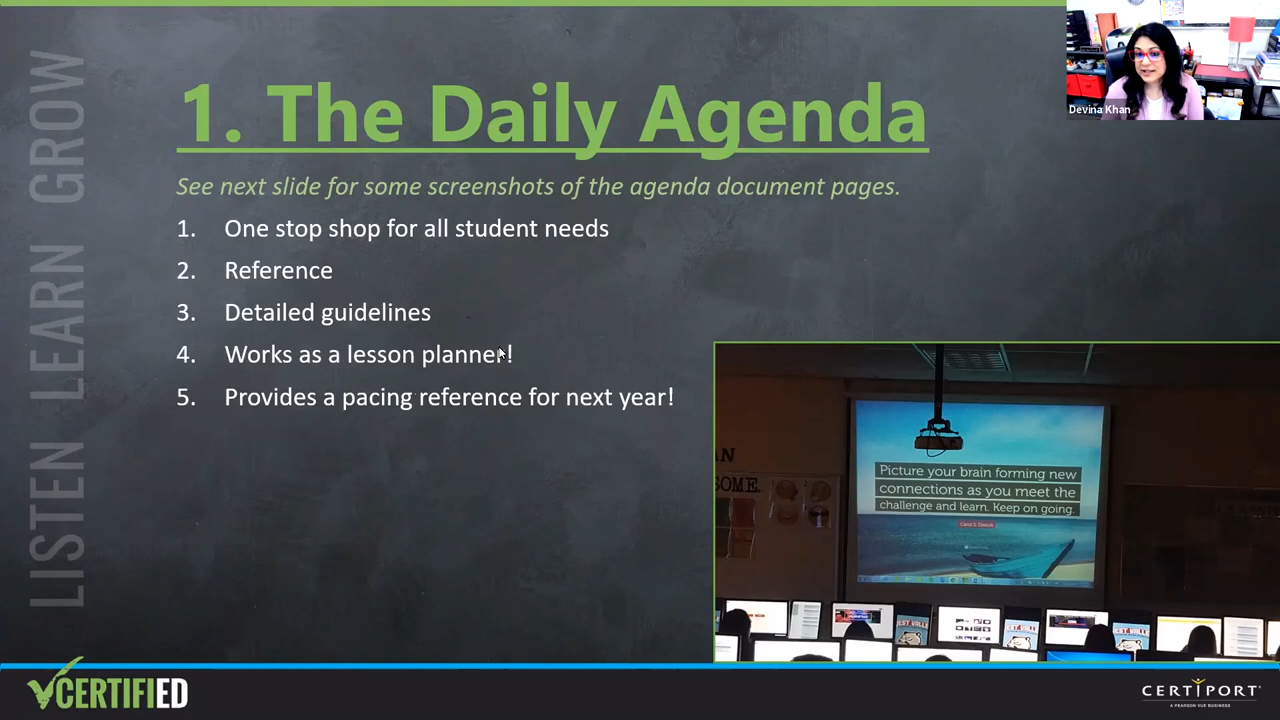 LISTEN LEARN GROW
1. The Daily Agenda
See next slide for some screenshots of the agenda document pages.
1. One stop shop for all student needs
2. Reference
3. Detailed guidelines
4. Works as a lesson planner!
5. Provides a pacing reference for next year!
Devina Khan
Picture your brain forming new
connections as you meet the
challenge and learn. Keep on going.
Carol S. Dweck
SOME.
CERTIFIED
CERTIPORT
A PEARSON VUE BUSINESS